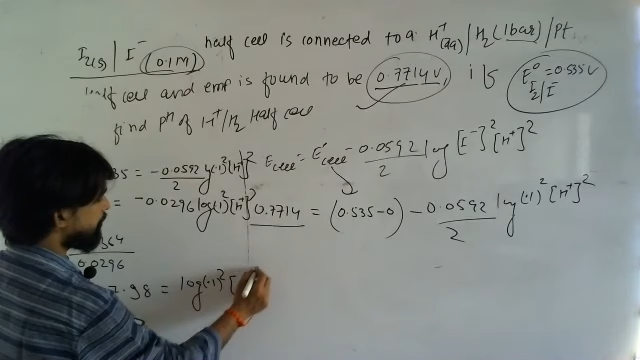 I2(s) | I⁻ (0.1M) half cell is connected to a H⁺(aq) / H2 (1bar) / Pt
half cell and emf is found to be 0.7714V if E° I2/I⁻ = 0.535V
find pH of H⁺/H2 Half cell
Ecell = E°cell - 0.0592/2 log [I⁻]² [H⁺]²
0.7714 = (0.535-0) - 0.0592/2 log(.1)² [H⁺]²
35 = -0.0592/2 log(.1)² [H⁺]²
= -0.0296 log(.1)² [H⁺]²
364
0.0296
7.98 = log(.1)² [